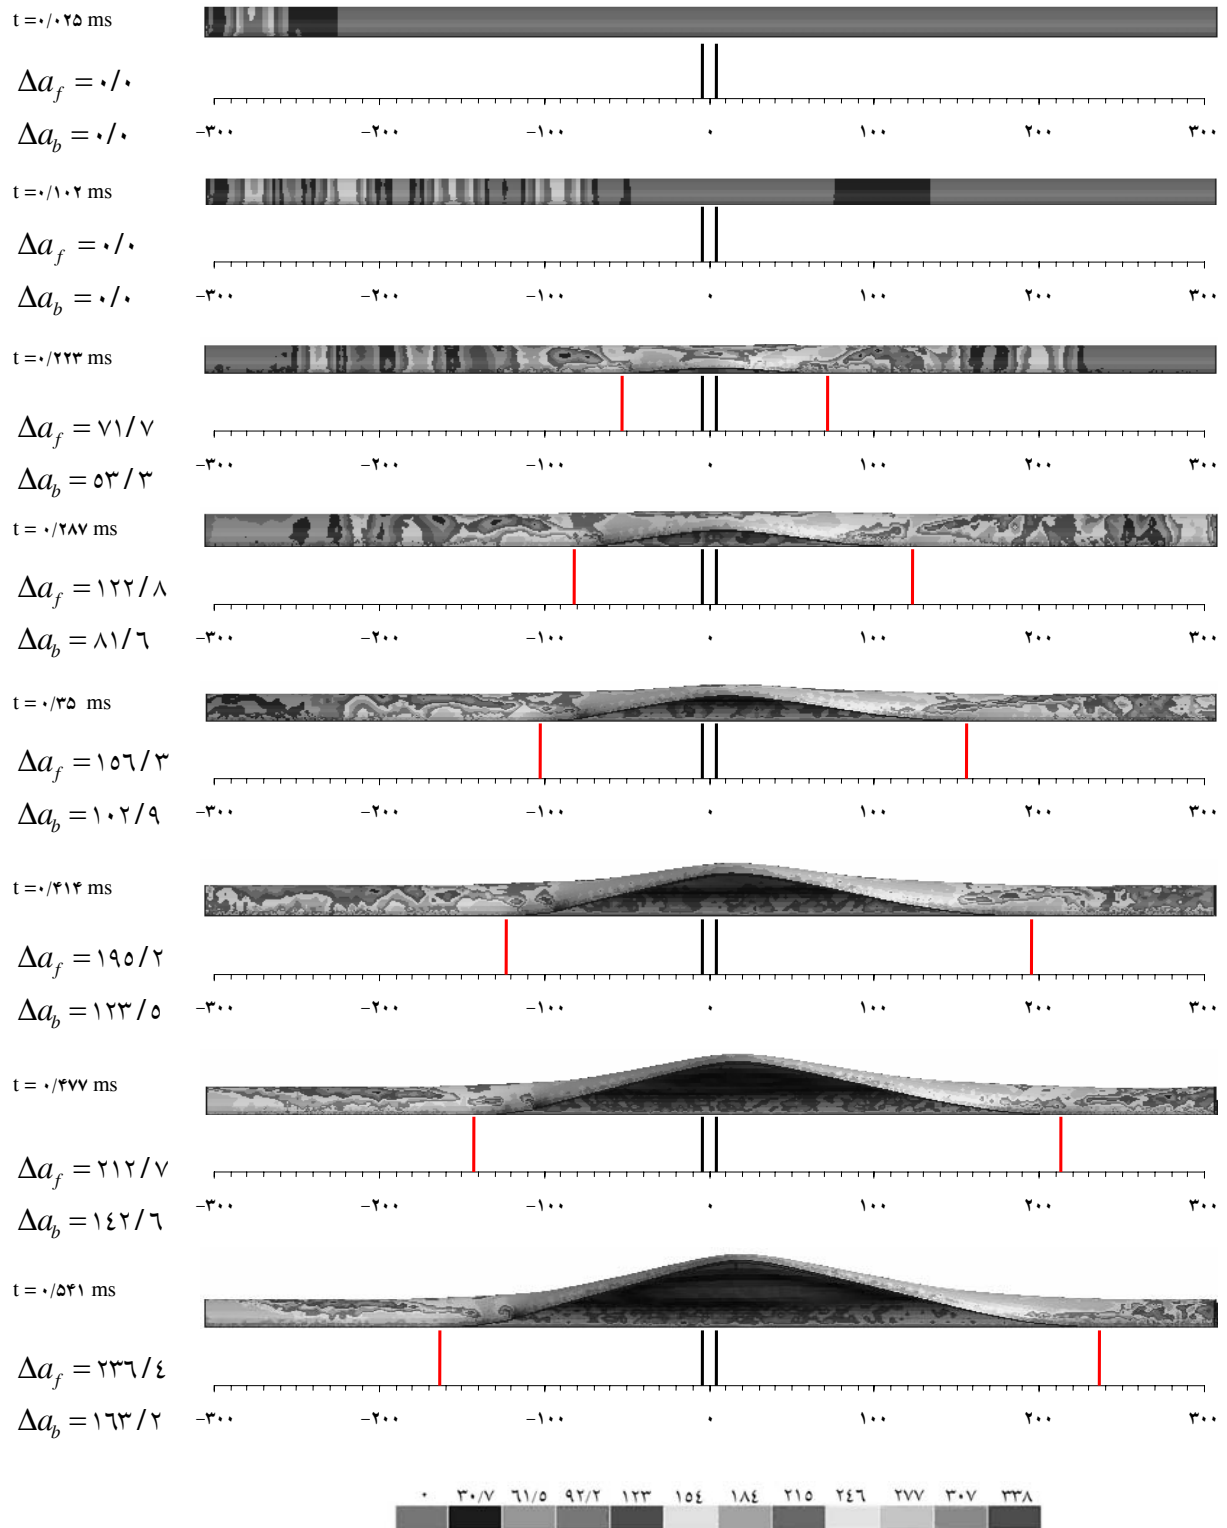 t = ۰/۰۲۵ ms
Δa_f = ۰/۰
Δa_b = ۰/۰
−۳۰۰ −۲۰۰ −۱۰۰ ۰ ۱۰۰ ۲۰۰ ۳۰۰
t = ۰/۱۰۲ ms
Δa_f = ۰/۰
Δa_b = ۰/۰
−۳۰۰ −۲۰۰ −۱۰۰ ۰ ۱۰۰ ۲۰۰ ۳۰۰
t = ۰/۲۲۳ ms
Δa_f = ۷۱/۷
Δa_b = ٥۳/۳
−۳۰۰ −۲۰۰ −۱۰۰ ۰ ۱۰۰ ۲۰۰ ۳۰۰
t = ۰/۲۸۷ ms
Δa_f = ۱۲۲/۸
Δa_b = ۸۱/٦
−۳۰۰ −۲۰۰ −۱۰۰ ۰ ۱۰۰ ۲۰۰ ۳۰۰
t = ۰/۳۵ ms
Δa_f = ۱٥٦/۳
Δa_b = ۱۰۲/۹
−۳۰۰ −۲۰۰ −۱۰۰ ۰ ۱۰۰ ۲۰۰ ۳۰۰
t = ۰/۴۱۴ ms
Δa_f = ۱۹٥/۲
Δa_b = ۱۲۳/٥
−۳۰۰ −۲۰۰ −۱۰۰ ۰ ۱۰۰ ۲۰۰ ۳۰۰
t = ۰/۴۷۷ ms
Δa_f = ۲۱۲/۷
Δa_b = ۱٤۲/٦
−۳۰۰ −۲۰۰ −۱۰۰ ۰ ۱۰۰ ۲۰۰ ۳۰۰
t = ۰/۵۴۱ ms
Δa_f = ۲۳٦/٤
Δa_b = ۱٦۳/۲
−۳۰۰ −۲۰۰ −۱۰۰ ۰ ۱۰۰ ۲۰۰ ۳۰۰
۰ ۳۰/۷ ٦۱/٥ ۹۲/۲ ۱۲۳ ۱٥٤ ۱۸٤ ۲۱٥ ۲٤٦ ۲۷۷ ۳۰۷ ۳۳۸